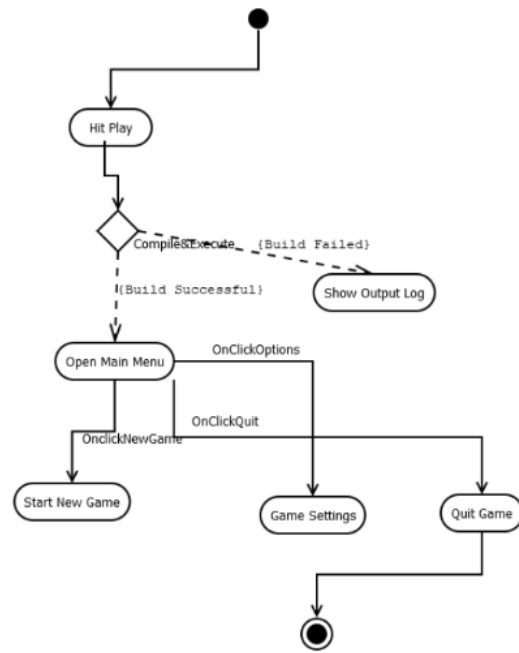 Hit Play
Compile&Execute
{Build Failed}
{Build Successful}
Show Output Log
Open Main Menu
OnClickOptions
OnClickQuit
OnclickNewGame
Start New Game
Game Settings
Quit Game